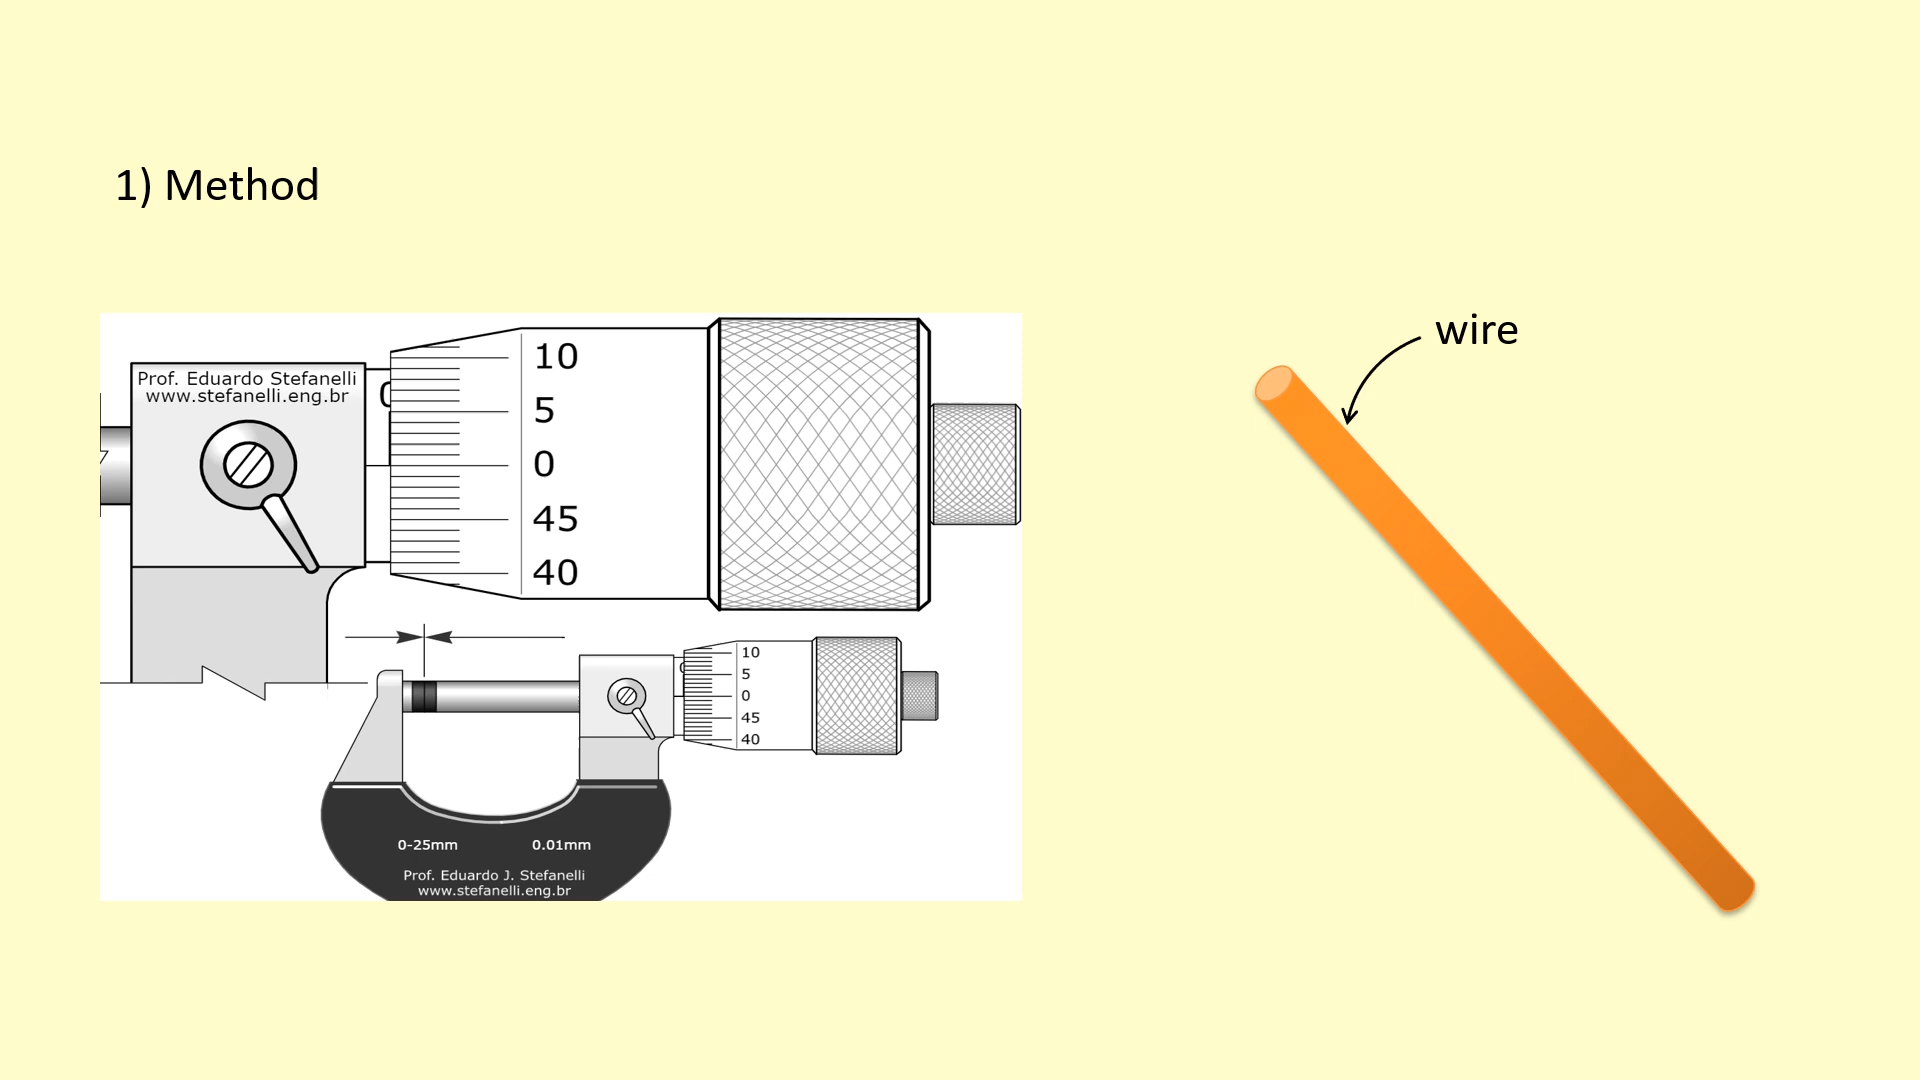 1) Method
wire
Prof. Eduardo Stefanelli
www.stefanelli.eng.br
10
5
0
45
40
10
5
0
45
40
0-25mm 0.01mm
Prof. Eduardo J. Stefanelli
www.stefanelli.eng.br